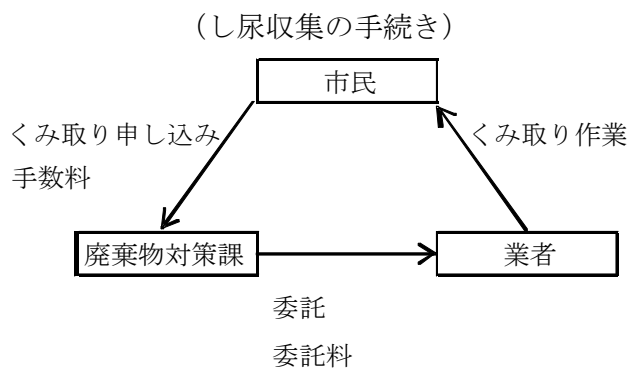 (し尿収集の手続き)
市民
くみ取り申し込み
手数料
くみ取り作業
廃棄物対策課
業者
委託
委託料